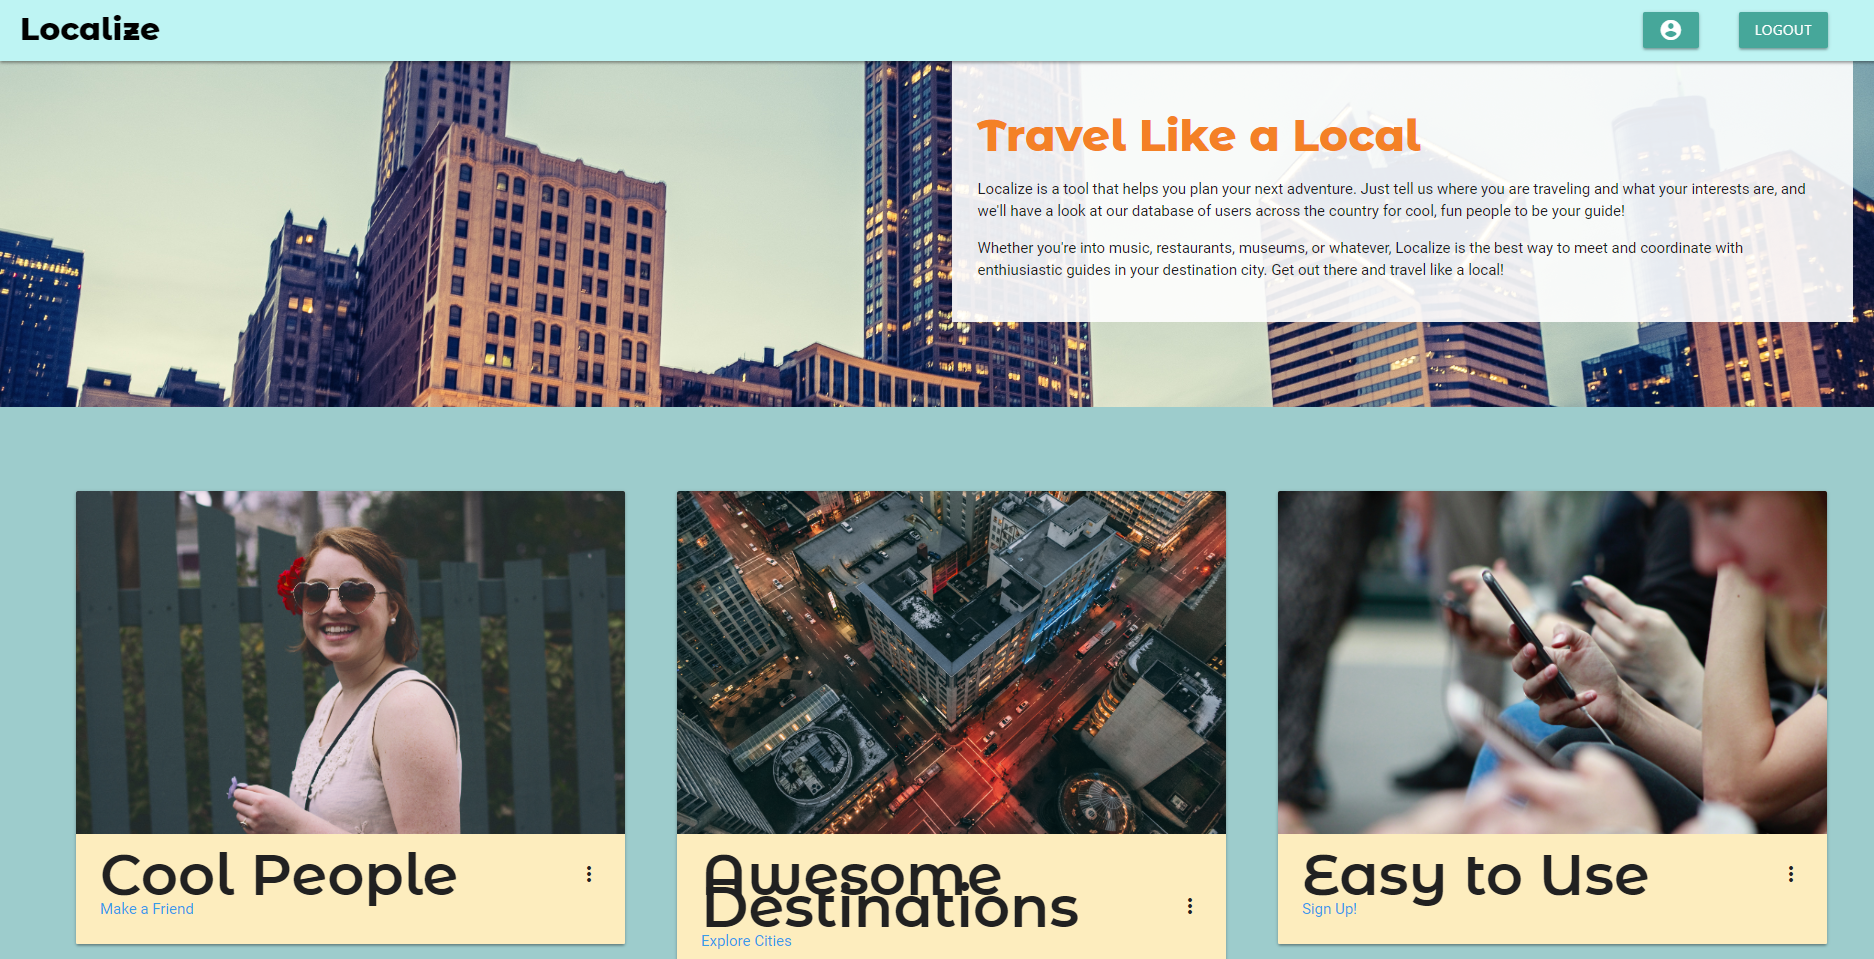 Localize
LOGOUT
Travel Like a Local
Localize is a tool that helps you plan your next adventure. Just tell us where you are traveling and what your interests are, and
we'll have a look at our database of users across the country for cool, fun people to be your guide!
Whether you're into music, restaurants, museums, or whatever, Localize is the best way to meet and coordinate with
enthiusiastic guides in your destination city. Get out there and travel like a local!
Cool People
Make a Friend
Awesome
Destinations
Explore Cities
Easy to Use
Sign Up!